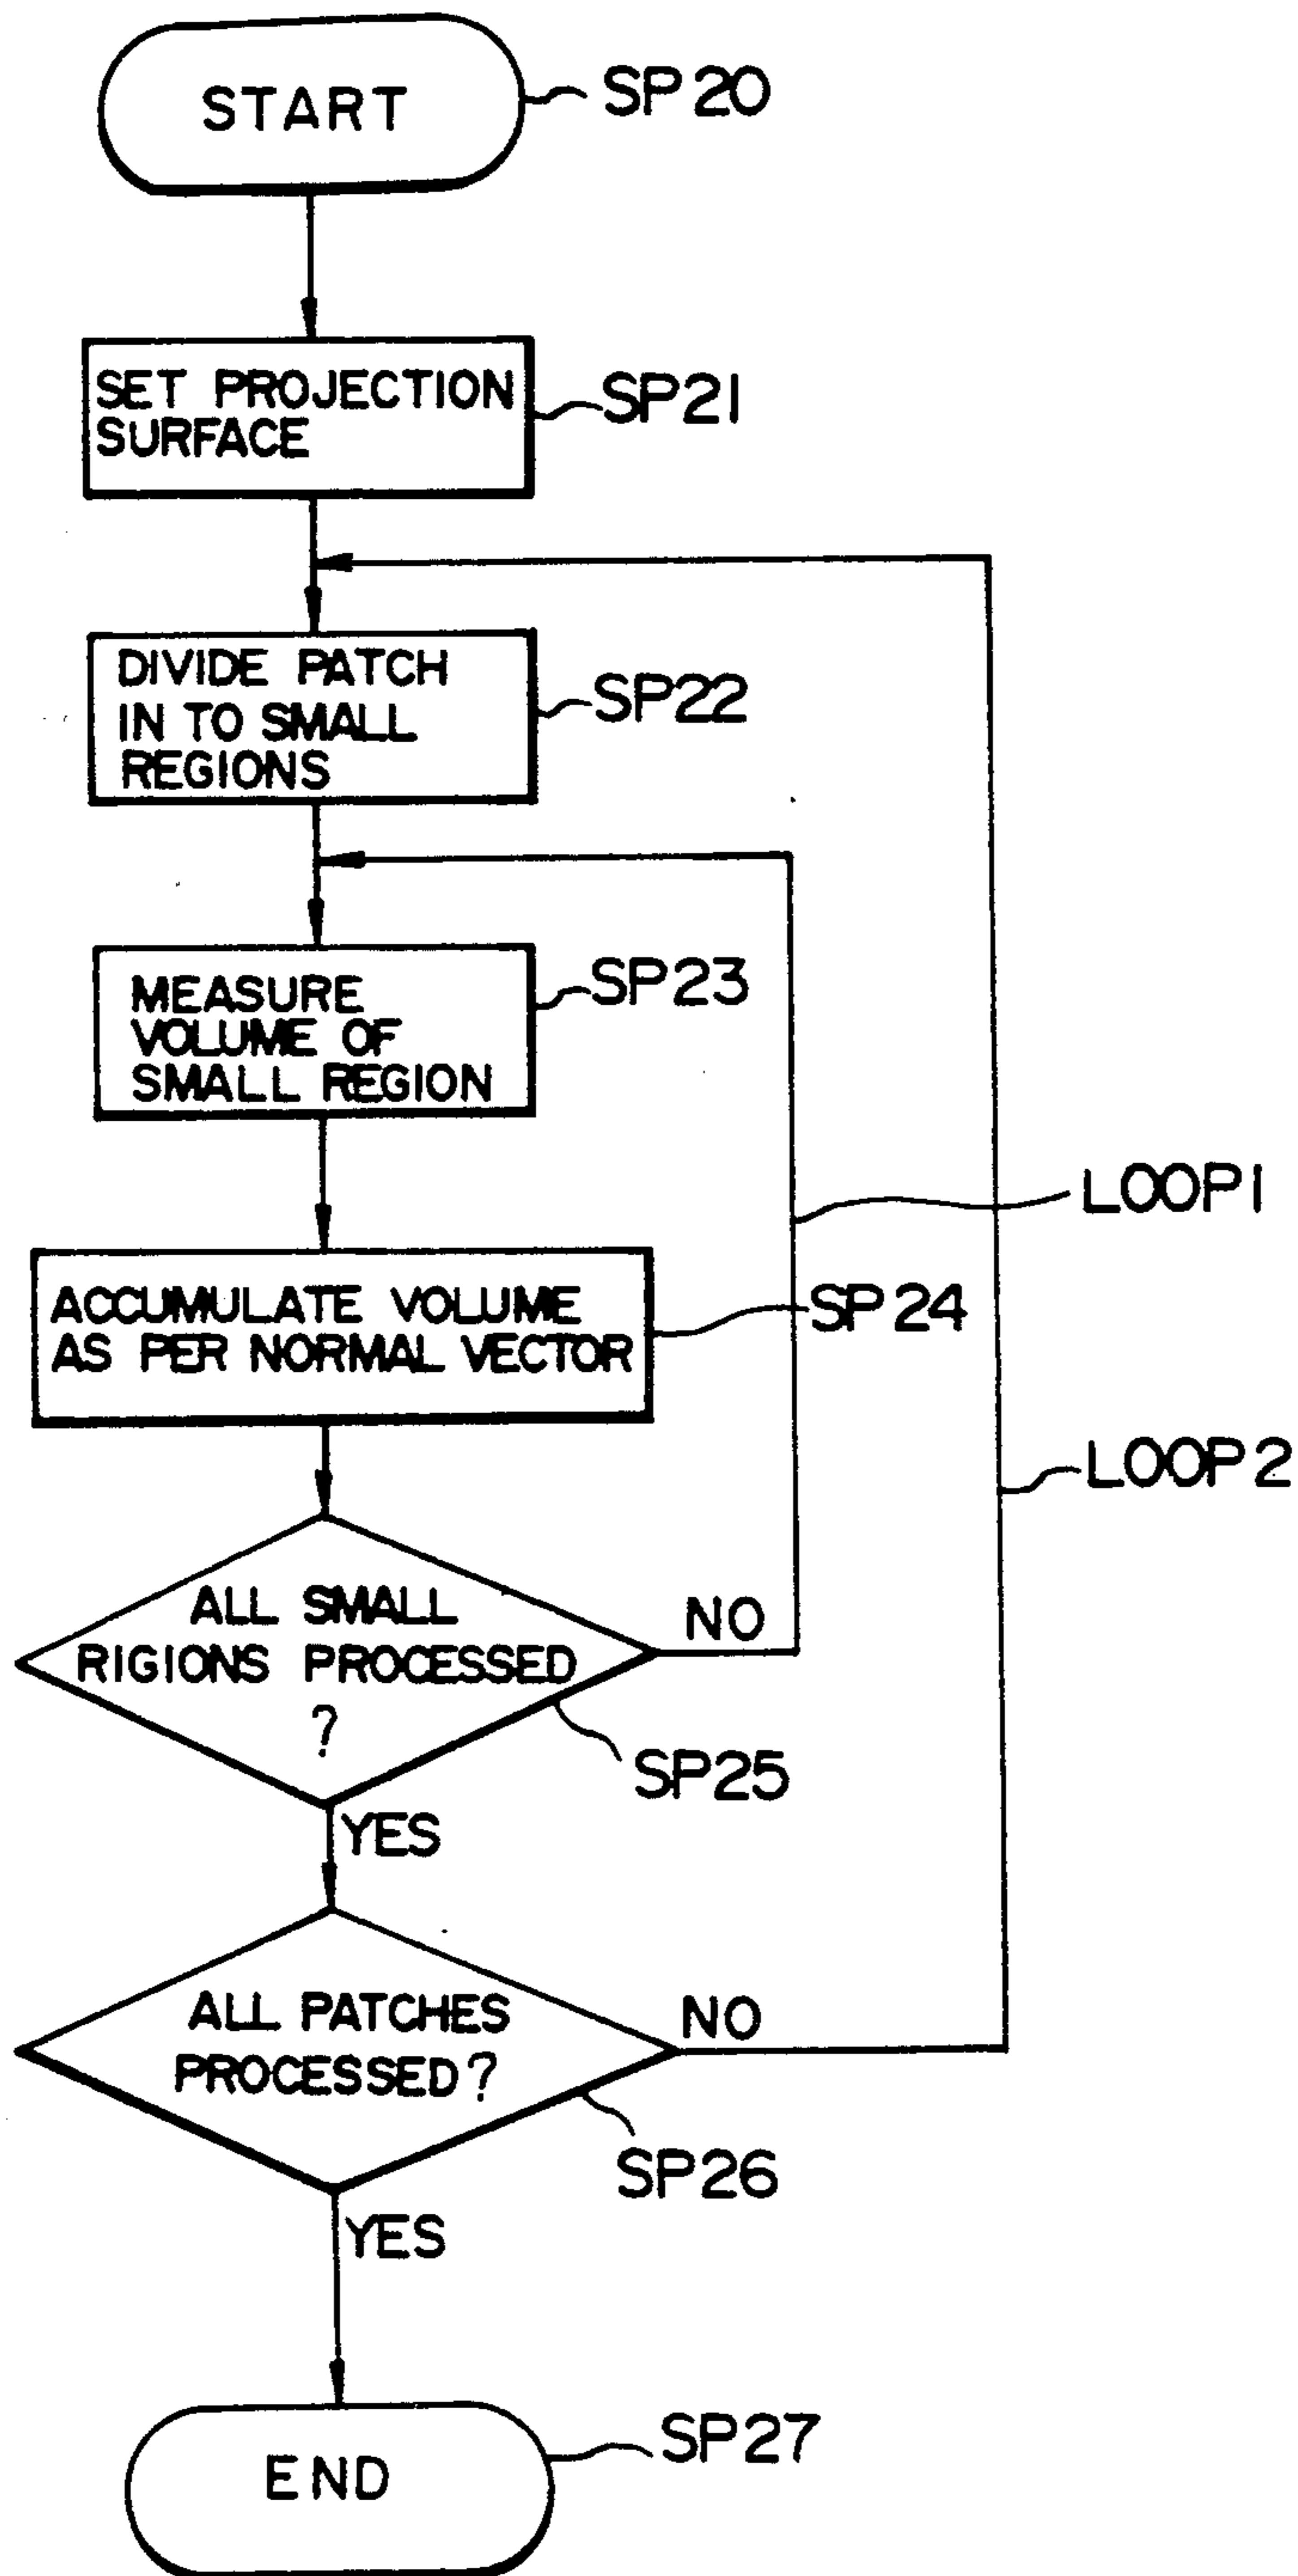 START
SP20
SET PROJECTION
SURFACE
SP21
DIVIDE PATCH
IN TO SMALL
REGIONS
SP22
MEASURE
VOLUME OF
SMALL REGION
SP23
LOOP1
ACCUMULATE VOLUME
AS PER NORMAL VECTOR
SP24
LOOP2
ALL SMALL
RIGIONS PROCESSED
?
NO
SP25
YES
ALL PATCHES
PROCESSED?
NO
SP26
YES
END
SP27